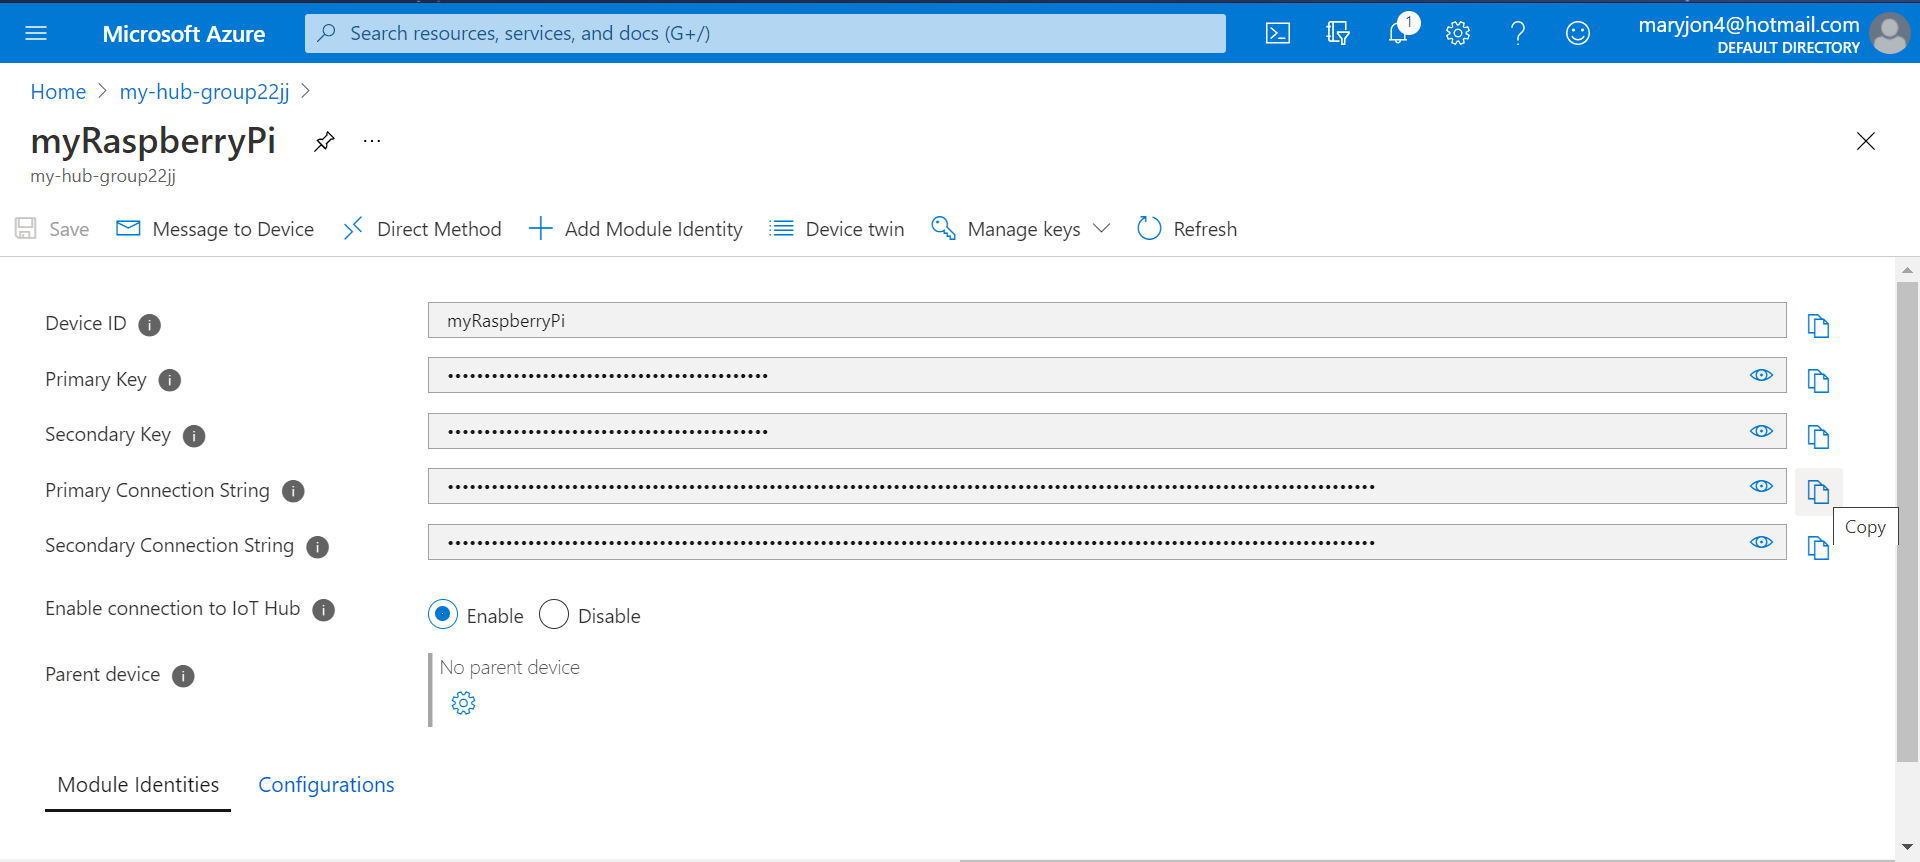 Microsoft Azure
Search resources, services, and docs (G+/)
1
maryjon4@hotmail.com
DEFAULT DIRECTORY
Home > my-hub-group22jj >
myRaspberryPi ...
my-hub-group22jj
Save Message to Device Direct Method Add Module Identity Device twin Manage keys Refresh
Device ID i myRaspberryPi
Primary Key i
Secondary Key i
Primary Connection String i
Copy
Secondary Connection String i
Enable connection to IoT Hub i Enable Disable
Parent device i No parent device
Module Identities Configurations